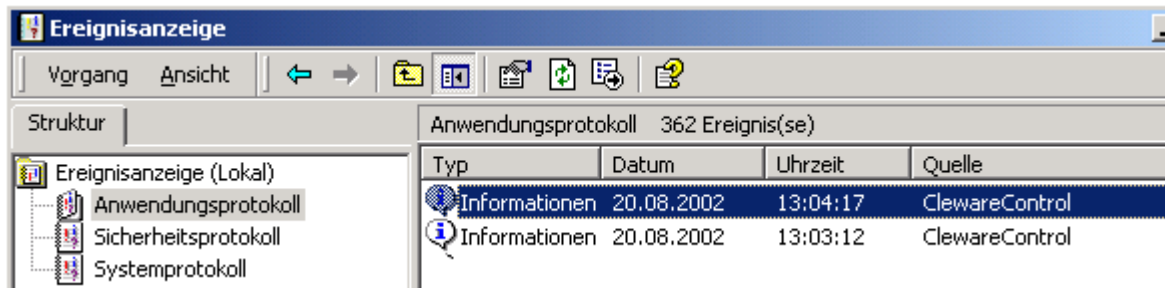 Ereignisanzeige
Vorgang Ansicht
Struktur
Ereignisanzeige (Lokal)
Anwendungsprotokoll
Sicherheitsprotokoll
Systemprotokoll
Anwendungsprotokoll 362 Ereignis(se)
Typ Datum Uhrzeit Quelle
Informationen 20.08.2002 13:04:17 ClewareControl
Informationen 20.08.2002 13:03:12 ClewareControl